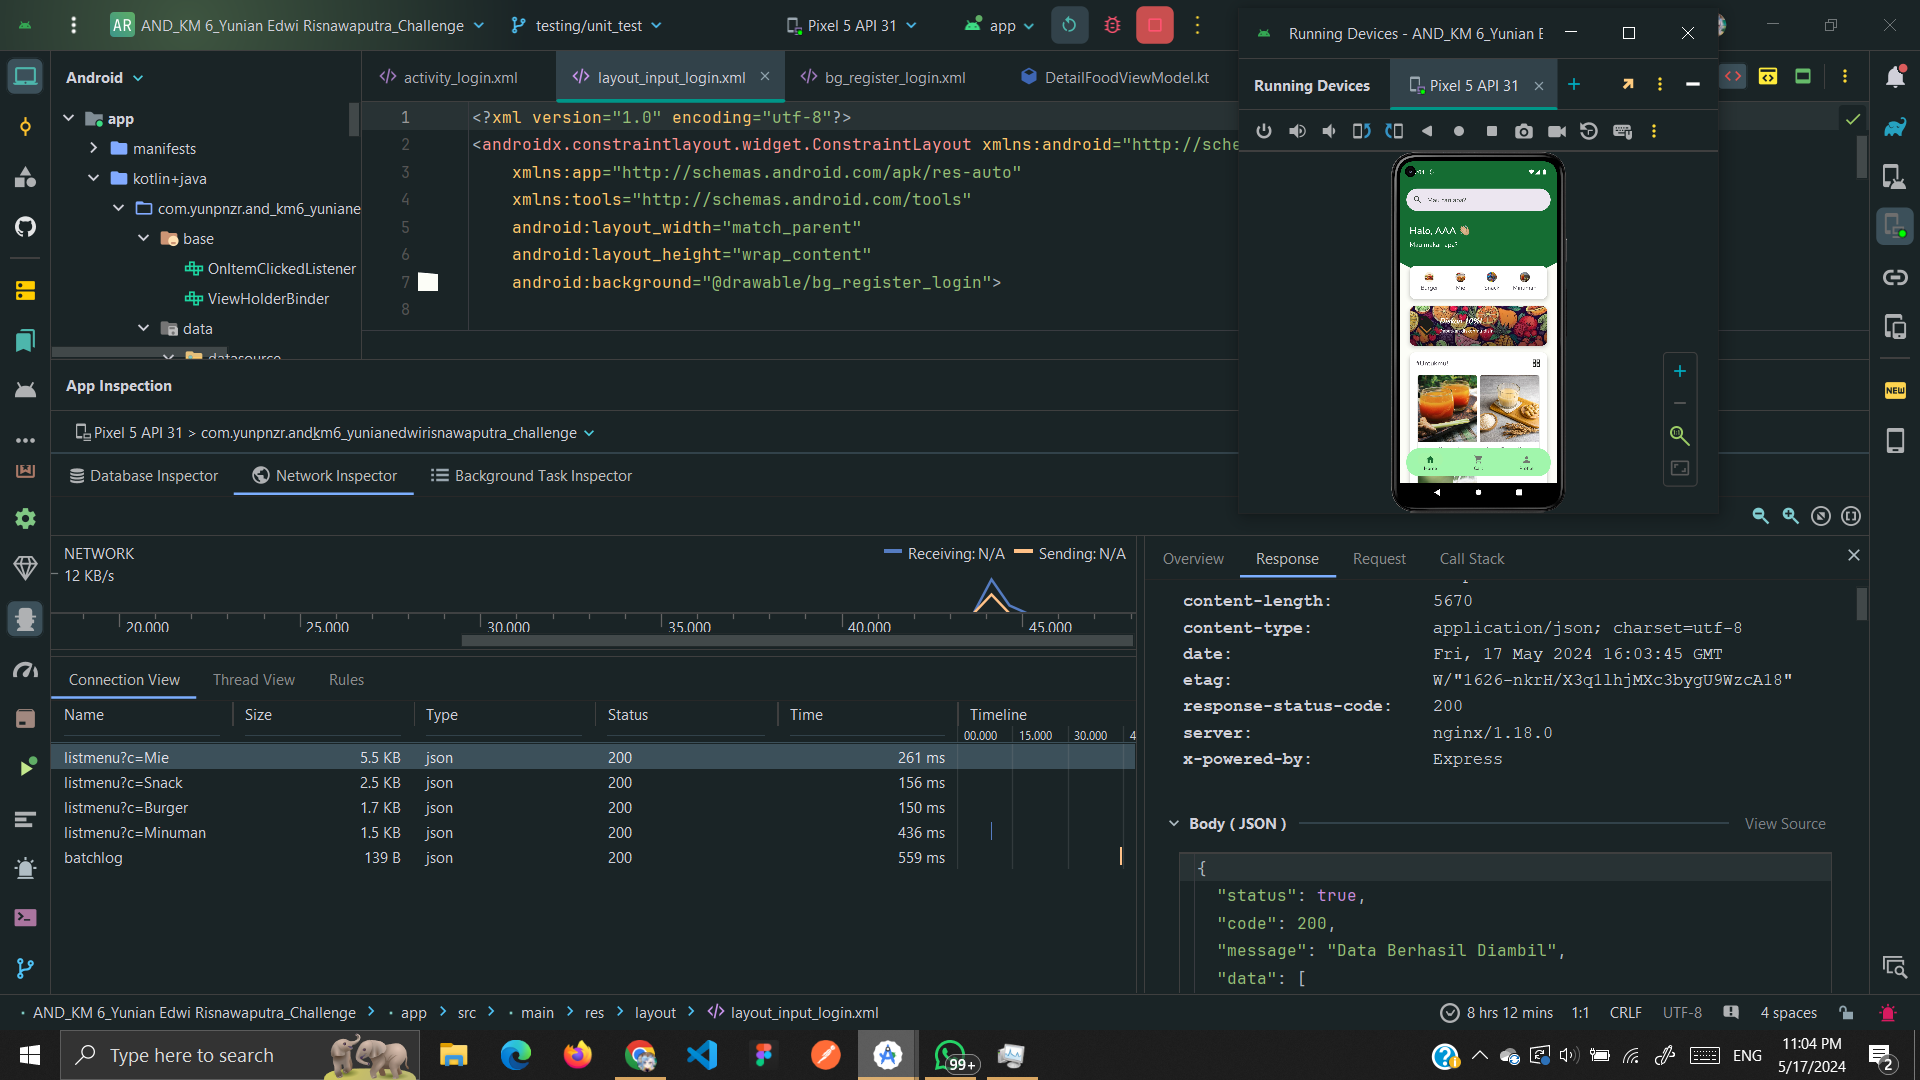 AR AND_KM 6_Yunian Edwi Risnawaputra_Challenge
testing/unit_test
Pixel 5 API 31
app
Running Devices - AND_KM 6_Yunian E
Android
activity_login.xml
layout_input_login.xml
bg_register_login.xml
DetailFoodViewModel.kt
Running Devices
Pixel 5 API 31
app
manifests
kotlin+java
com.yunpnzr.and_km6_yuniane
base
OnItemClickedListener
ViewHolderBinder
data
datasource
1 <?xml version="1.0" encoding="utf-8"?>
2 <androidx.constraintlayout.widget.ConstraintLayout xmlns:android="http://sche
3 xmlns:app="http://schemas.android.com/apk/res-auto"
4 xmlns:tools="http://schemas.android.com/tools"
5 android:layout_width="match_parent"
6 android:layout_height="wrap_content"
7 android:background="@drawable/bg_register_login">
8
Mau cari apa?
Halo, AAA 👋
Mau makan apa?
Burger Mie Snack Minuman
Diskon 10%!
NEW
App Inspection
Pixel 5 API 31 > com.yunpnzr.andkm6_yunianedwirisnawaputra_challenge
Database Inspector
Network Inspector
Background Task Inspector
NETWORK
12 KB/s
Receiving: N/A
Sending: N/A
20.000 25.000 30.000 35.000 40.000 45.000
Connection View Thread View Rules
Name Size Type Status Time Timeline
00.000 15.000 30.000 4
listmenu?c=Mie 5.5 KB json 200 261 ms
listmenu?c=Snack 2.5 KB json 200 156 ms
listmenu?c=Burger 1.7 KB json 200 150 ms
listmenu?c=Minuman 1.5 KB json 200 436 ms
batchlog 139 B json 200 559 ms
Overview Response Request Call Stack
content-length: 5670
content-type: application/json; charset=utf-8
date: Fri, 17 May 2024 16:03:45 GMT
etag: W/"1626-nkrH/X3q1lhjMXc3bygU9WzcA18"
response-status-code: 200
server: nginx/1.18.0
x-powered-by: Express
Body ( JSON )
View Source
{
"status": true,
"code": 200,
"message": "Data Berhasil Diambil",
"data": [
AND_KM 6_Yunian Edwi Risnawaputra_Challenge > app > src > main > res > layout > layout_input_login.xml
8 hrs 12 mins
1:1
CRLF
UTF-8
4 spaces
Type here to search
99+
ENG
11:04 PM
5/17/2024
2